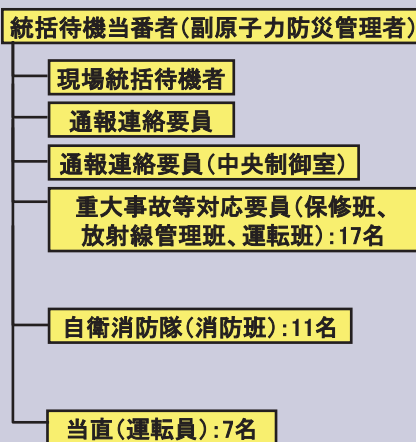 統括待機当番者(副原子力防災管理者)
現場統括待機者
通報連絡要員
通報連絡要員(中央制御室)
重大事故等対応要員(保修班、
放射線管理班、運転班):17名
自衛消防隊(消防班):11名
当直(運転員):7名